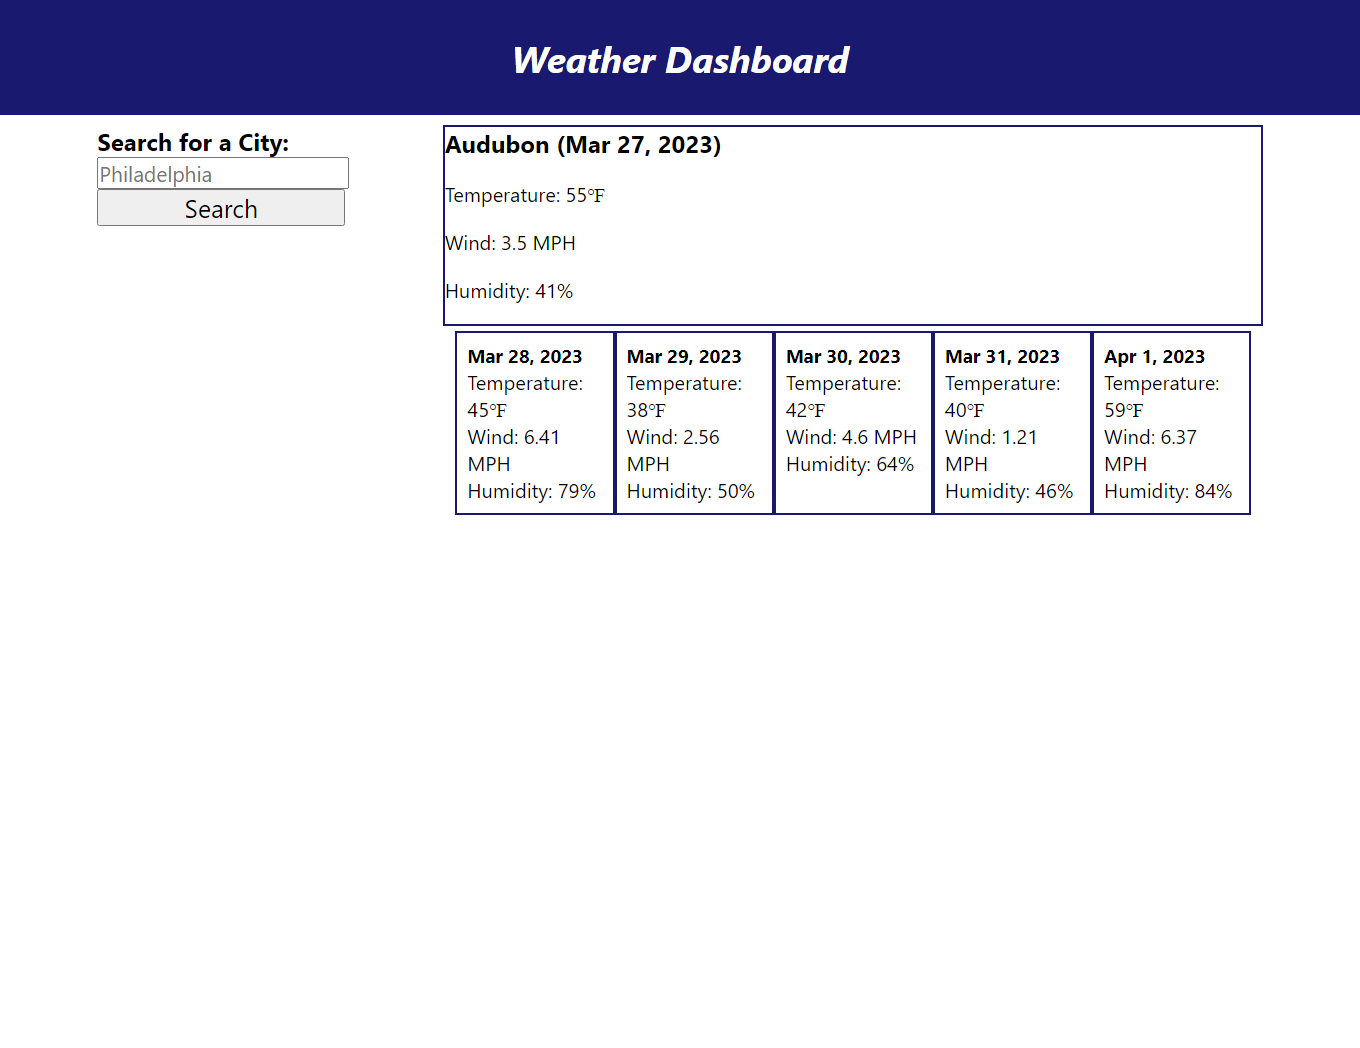 Weather Dashboard
Search for a City:
Philadelphia
Search
Audubon (Mar 27, 2023)
Temperature: 55℉
Wind: 3.5 MPH
Humidity: 41%
Mar 28, 2023
Temperature:
45℉
Wind: 6.41
MPH
Humidity: 79%
Mar 29, 2023
Temperature:
38℉
Wind: 2.56
MPH
Humidity: 50%
Mar 30, 2023
Temperature:
42℉
Wind: 4.6 MPH
Humidity: 64%
Mar 31, 2023
Temperature:
40℉
Wind: 1.21
MPH
Humidity: 46%
Apr 1, 2023
Temperature:
59℉
Wind: 6.37
MPH
Humidity: 84%